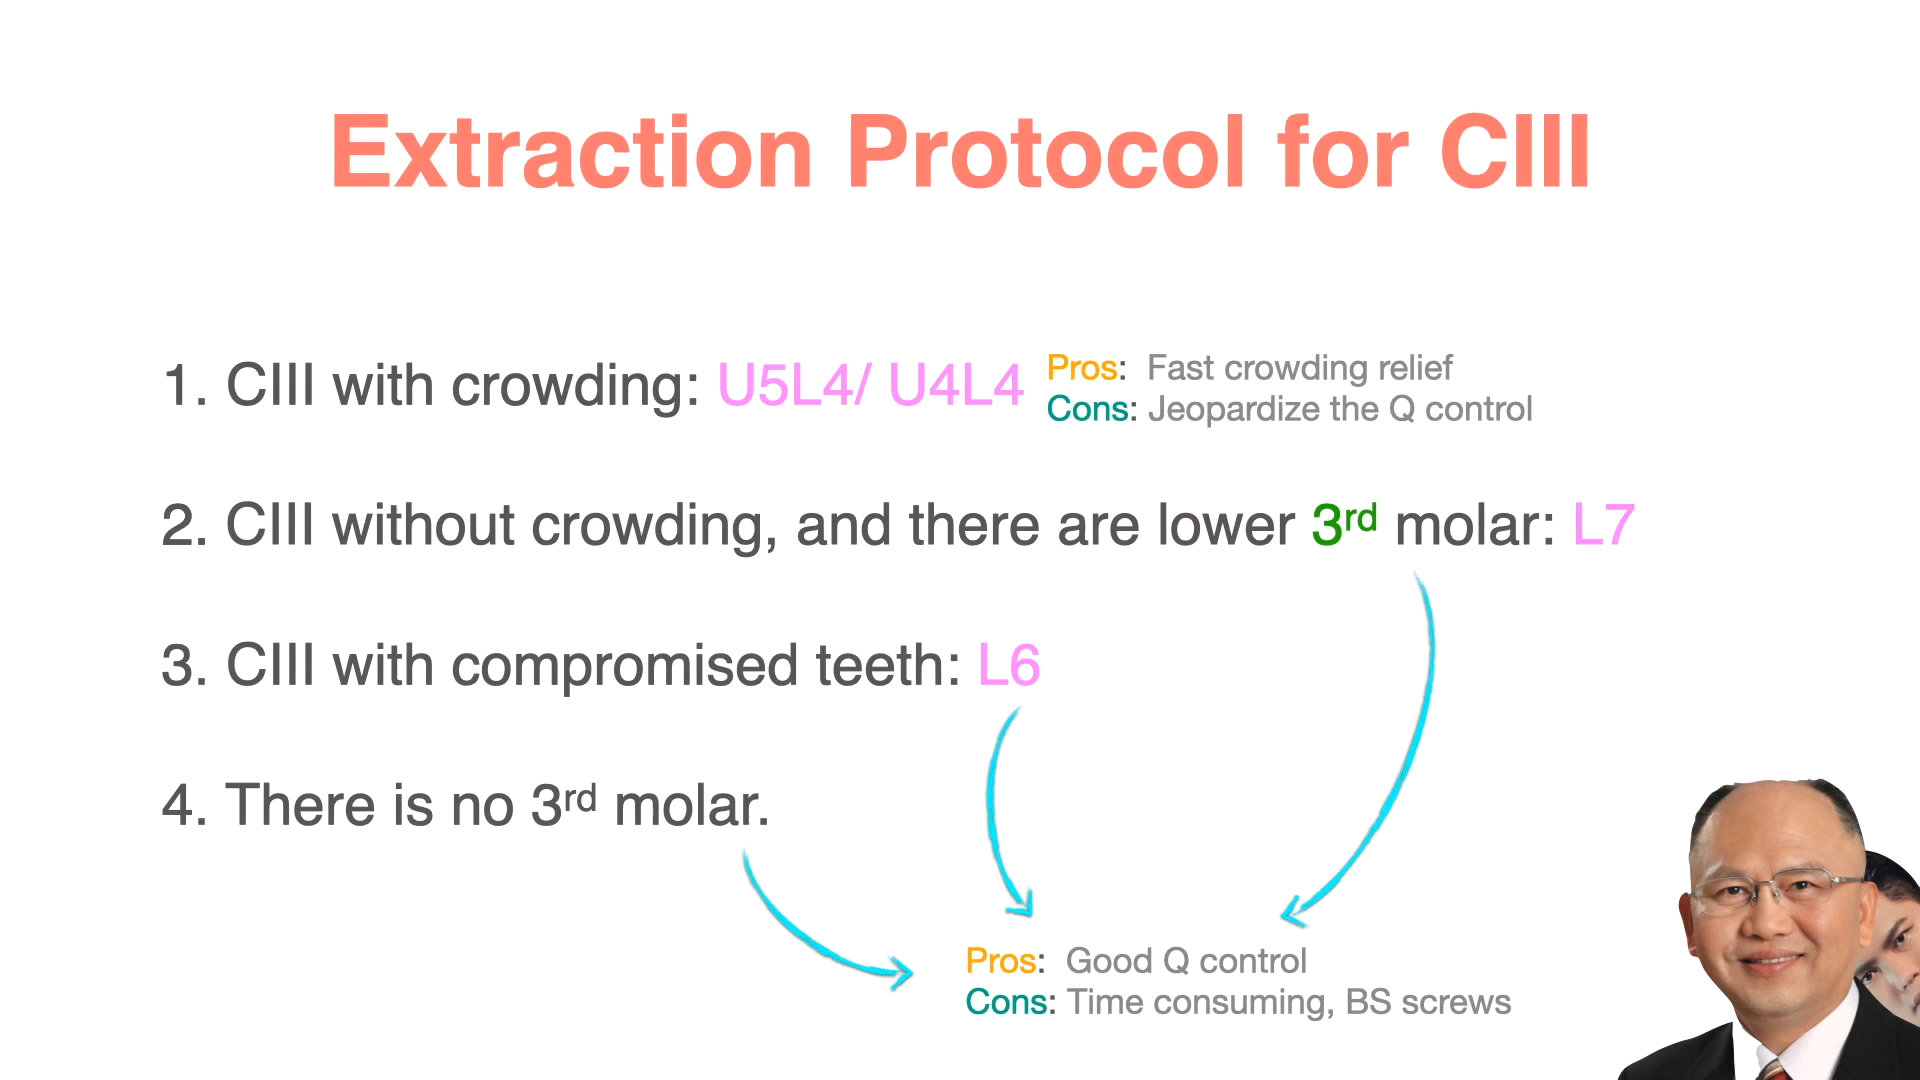 Extraction Protocol for CIII
1. CIII with crowding: U5L4/ U4L4
Pros: Fast crowding relief
Cons: Jeopardize the Q control
2. CIII without crowding, and there are lower 3rd molar: L7
3. CIII with compromised teeth: L6
4. There is no 3rd molar.
Pros: Good Q control
Cons: Time consuming, BS screws